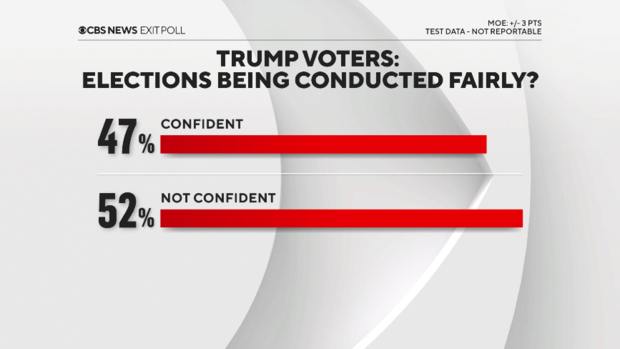 CBS NEWS EXIT POLL
MOE: +/- 3 PTS
TEST DATA - NOT REPORTABLE
TRUMP VOTERS:
ELECTIONS BEING CONDUCTED FAIRLY?
47% CONFIDENT
52% NOT CONFIDENT